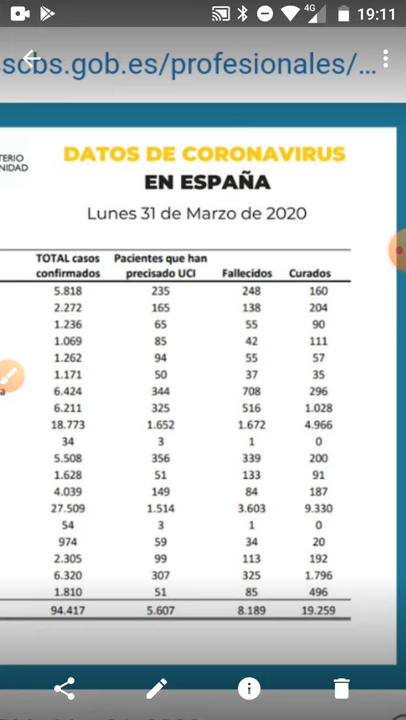 4G 19:11
scbs.gob.es/profesionales/...
TERIO
NIDAD
DATOS DE CORONAVIRUS
EN ESPAÑA
Lunes 31 de Marzo de 2020
TOTAL casos confirmados Pacientes que han precisado UCI Fallecidos Curados
5.818 235 248 160
2.272 165 138 204
1.236 65 55 90
1.069 85 42 111
1.262 94 55 57
1.171 50 37 35
a 6.424 344 708 296
6.211 325 516 1.028
18.773 1.652 1.672 4.966
34 3 1 0
5.508 356 339 200
1.628 51 133 91
4.039 149 84 187
27.509 1.514 3.603 9.330
54 3 1 0
974 59 34 20
2.305 99 113 192
6.320 307 325 1.796
1.810 51 85 496
94.417 5.607 8.189 19.259